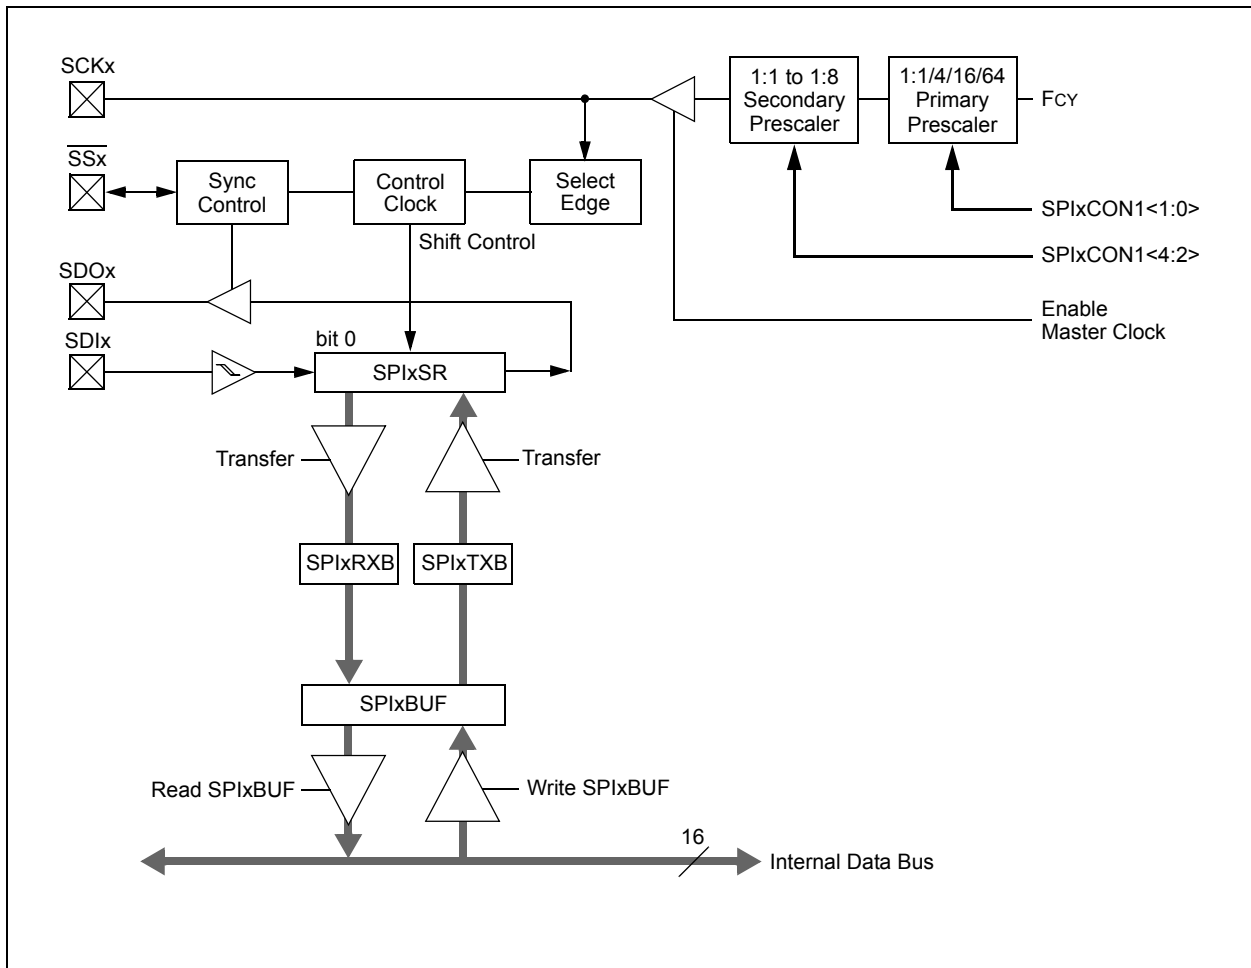 SCKx
1:1 to 1:8
Secondary
Prescaler
1:1/4/16/64
Primary
Prescaler
FCY
SSx
Sync
Control
Control
Clock
Select
Edge
SPIxCON1<1:0>
Shift Control
SPIxCON1<4:2>
SDOx
Enable
Master Clock
SDIx
bit 0
SPIxSR
Transfer
Transfer
SPIxRXB
SPIxTXB
SPIxBUF
Read SPIxBUF
Write SPIxBUF
16
Internal Data Bus